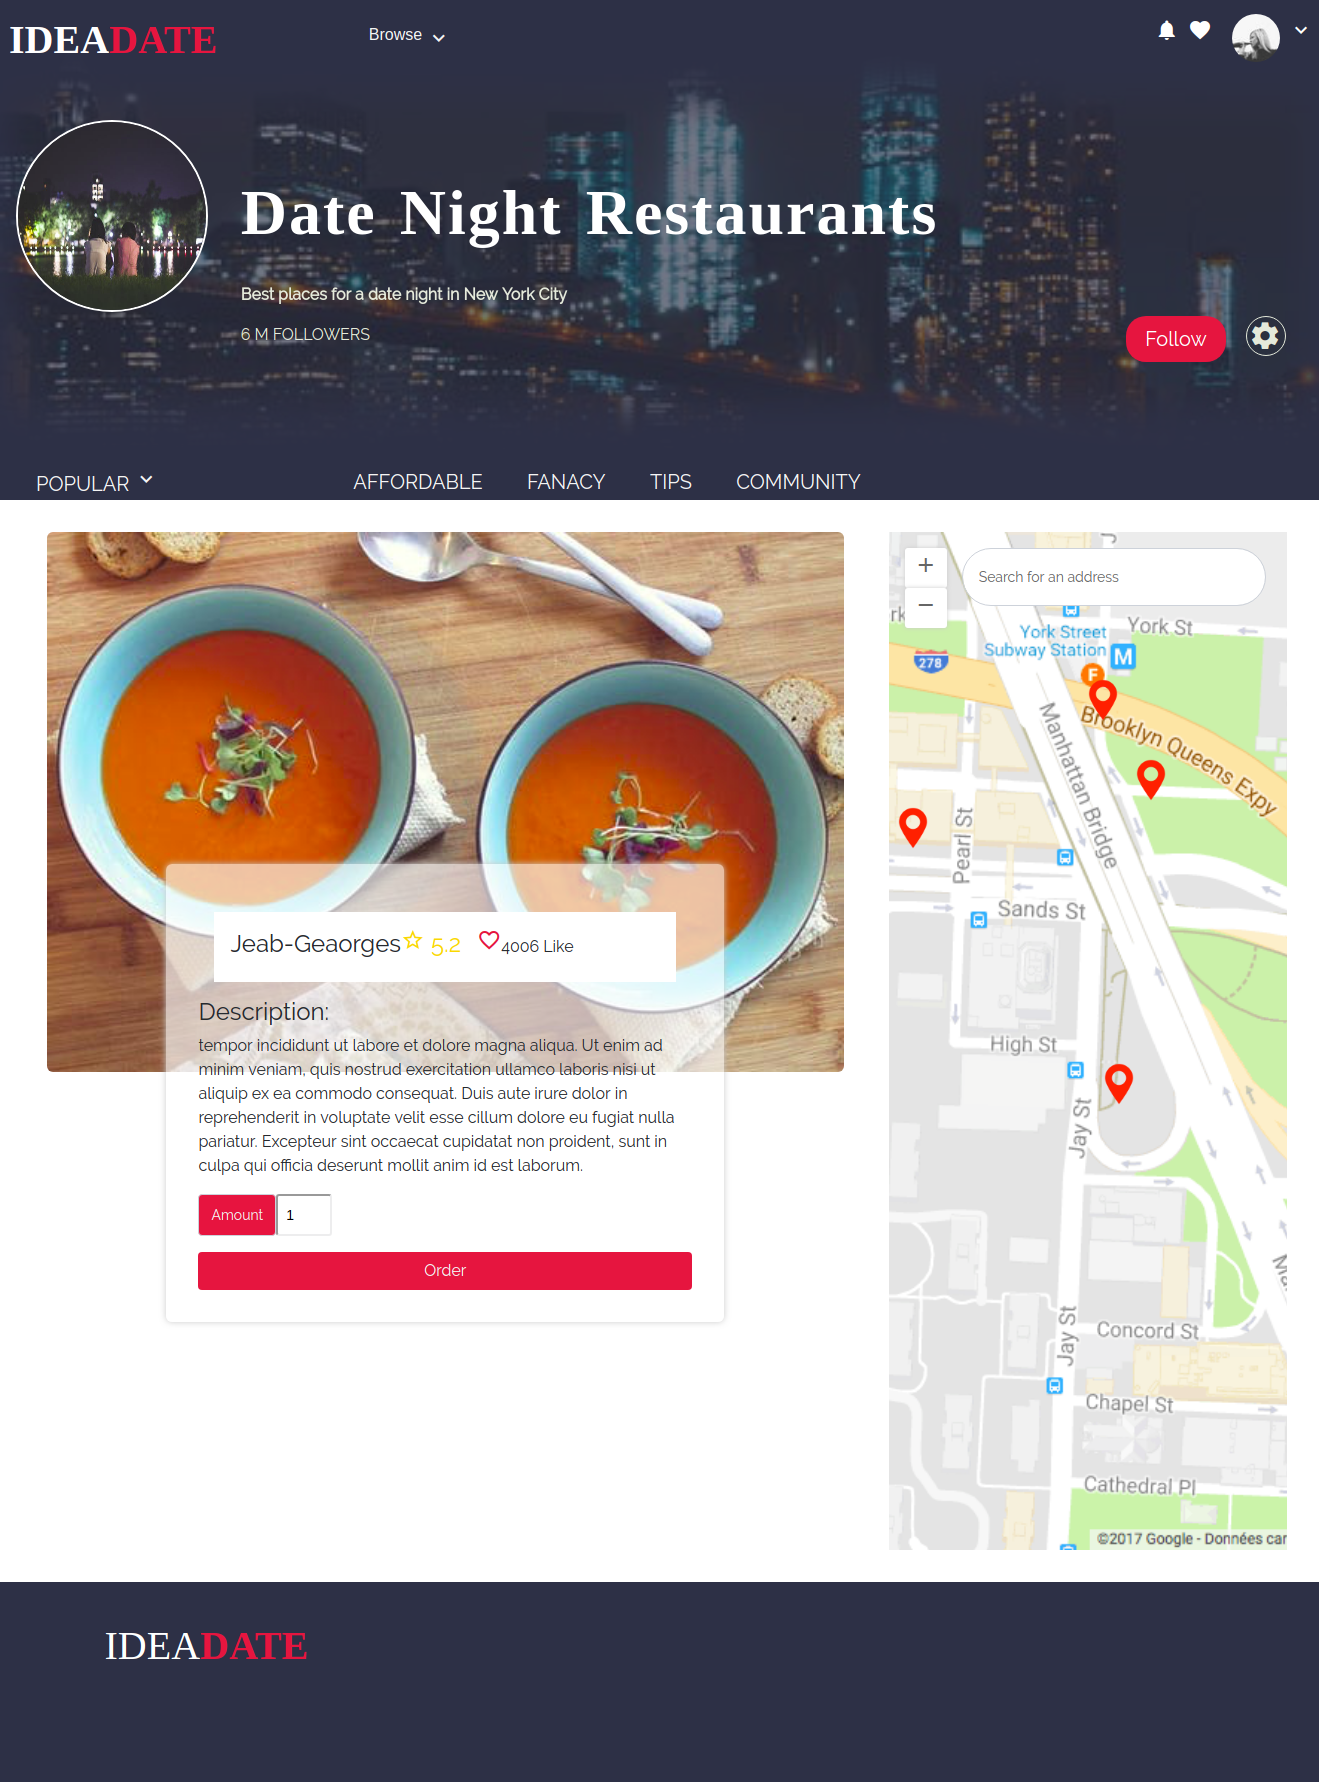 IDEADATE
Browse
Date Night Restaurants
Best places for a date night in New York City
6 M FOLLOWERS
Follow
POPULAR
AFFORDABLE
FANACY
TIPS
COMMUNITY
Jeab-Geaorges 5.2 4006 Like
Description:
tempor incididunt ut labore et dolore magna aliqua. Ut enim ad
minim veniam, quis nostrud exercitation ullamco laboris nisi ut
aliquip ex ea commodo consequat. Duis aute irure dolor in
reprehenderit in voluptate velit esse cillum dolore eu fugiat nulla
pariatur. Excepteur sint occaecat cupidatat non proident, sunt in
culpa qui officia deserunt mollit anim id est laborum.
Amount 1
Order
+
−
Search for an address
York St
York Street
Subway Station M
278
F
Brooklyn Queens Expy
Manhattan Bridge
Pearl St
Sands St
High St
Jay St
Jay St
Concord St
Chapel St
Cathedral Pl
©2017 Google - Données car
IDEADATE